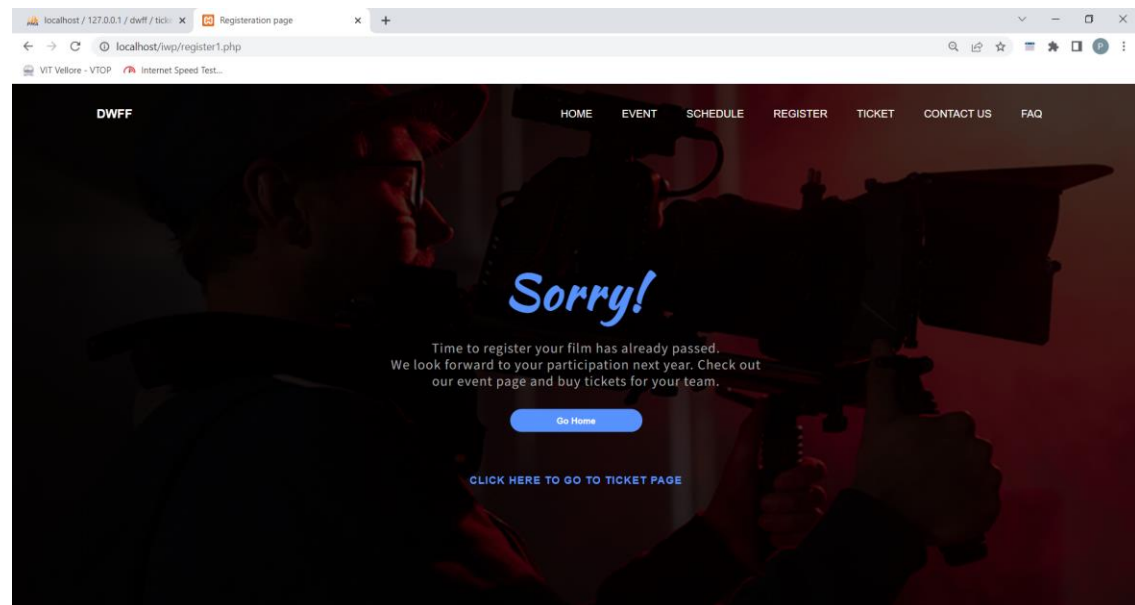 localhost / 127.0.0.1 / dwff / ticke
Registeration page
localhost/iwp/register1.php
P
VIT Vellore - VTOP
Internet Speed Test...
DWFF
HOME EVENT SCHEDULE REGISTER TICKET CONTACT US FAQ
Sorry!
Time to register your film has already passed.
We look forward to your participation next year. Check out
our event page and buy tickets for your team.
Go Home
CLICK HERE TO GO TO TICKET PAGE